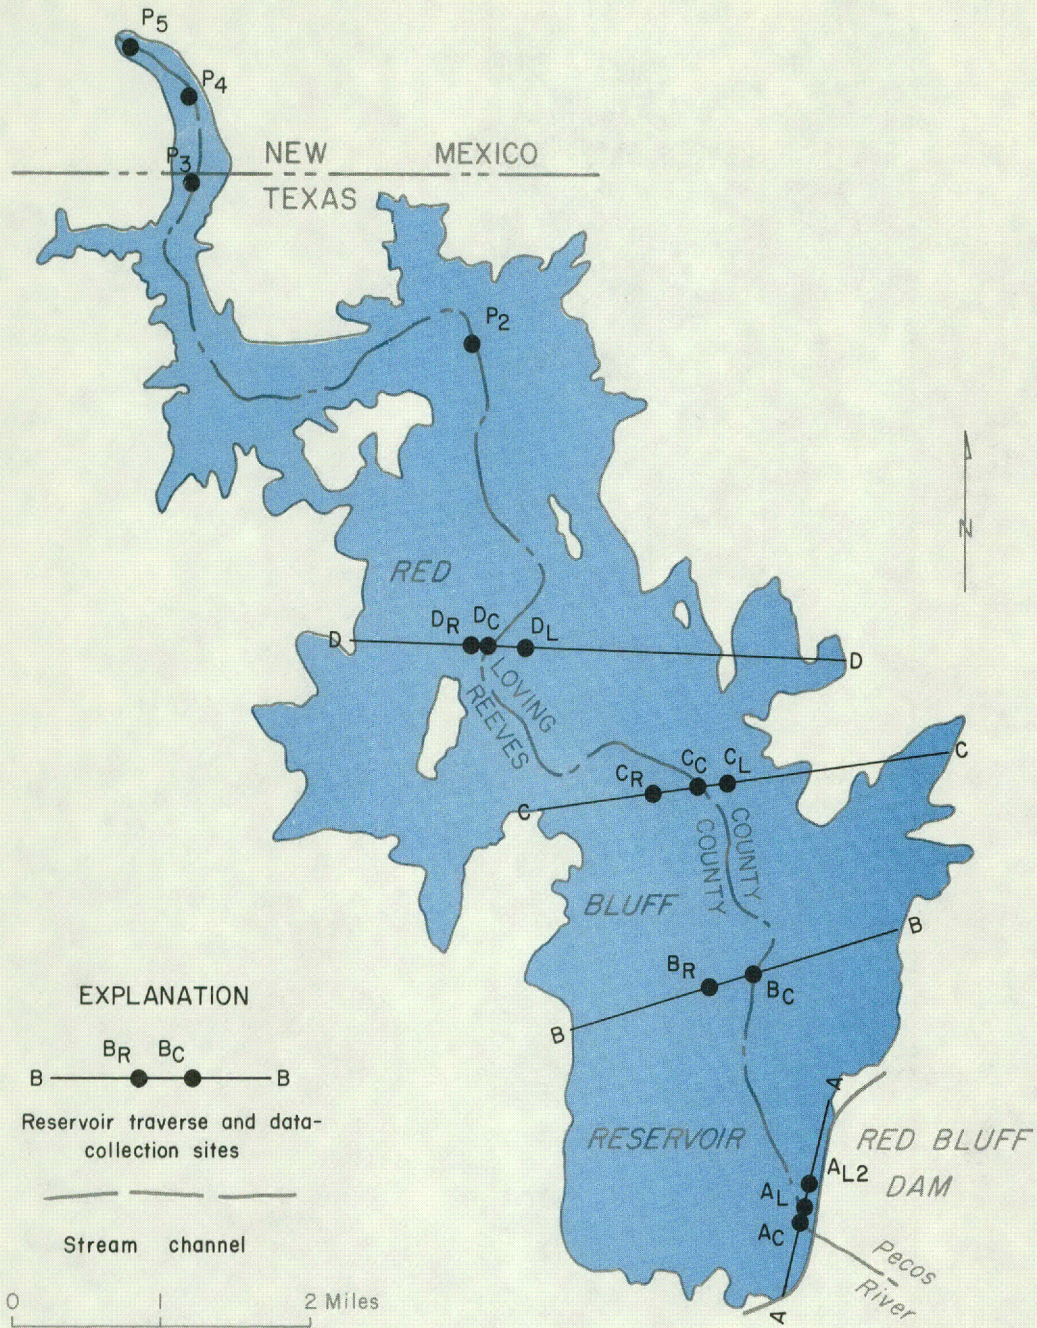 P5
P4
P3
NEW MEXICO
TEXAS
P2
N
RED
D DR DC DL D
LOVING
REEVES
C CR CC CL C
COUNTY
COUNTY
BLUFF
B BR BC B
EXPLANATION
BR BC
B B
Reservoir traverse and data-
collection sites
Stream channel
A
RESERVOIR
RED BLUFF
DAM
AL2
AL
AC
Pecos
River
A
0 1 2 Miles